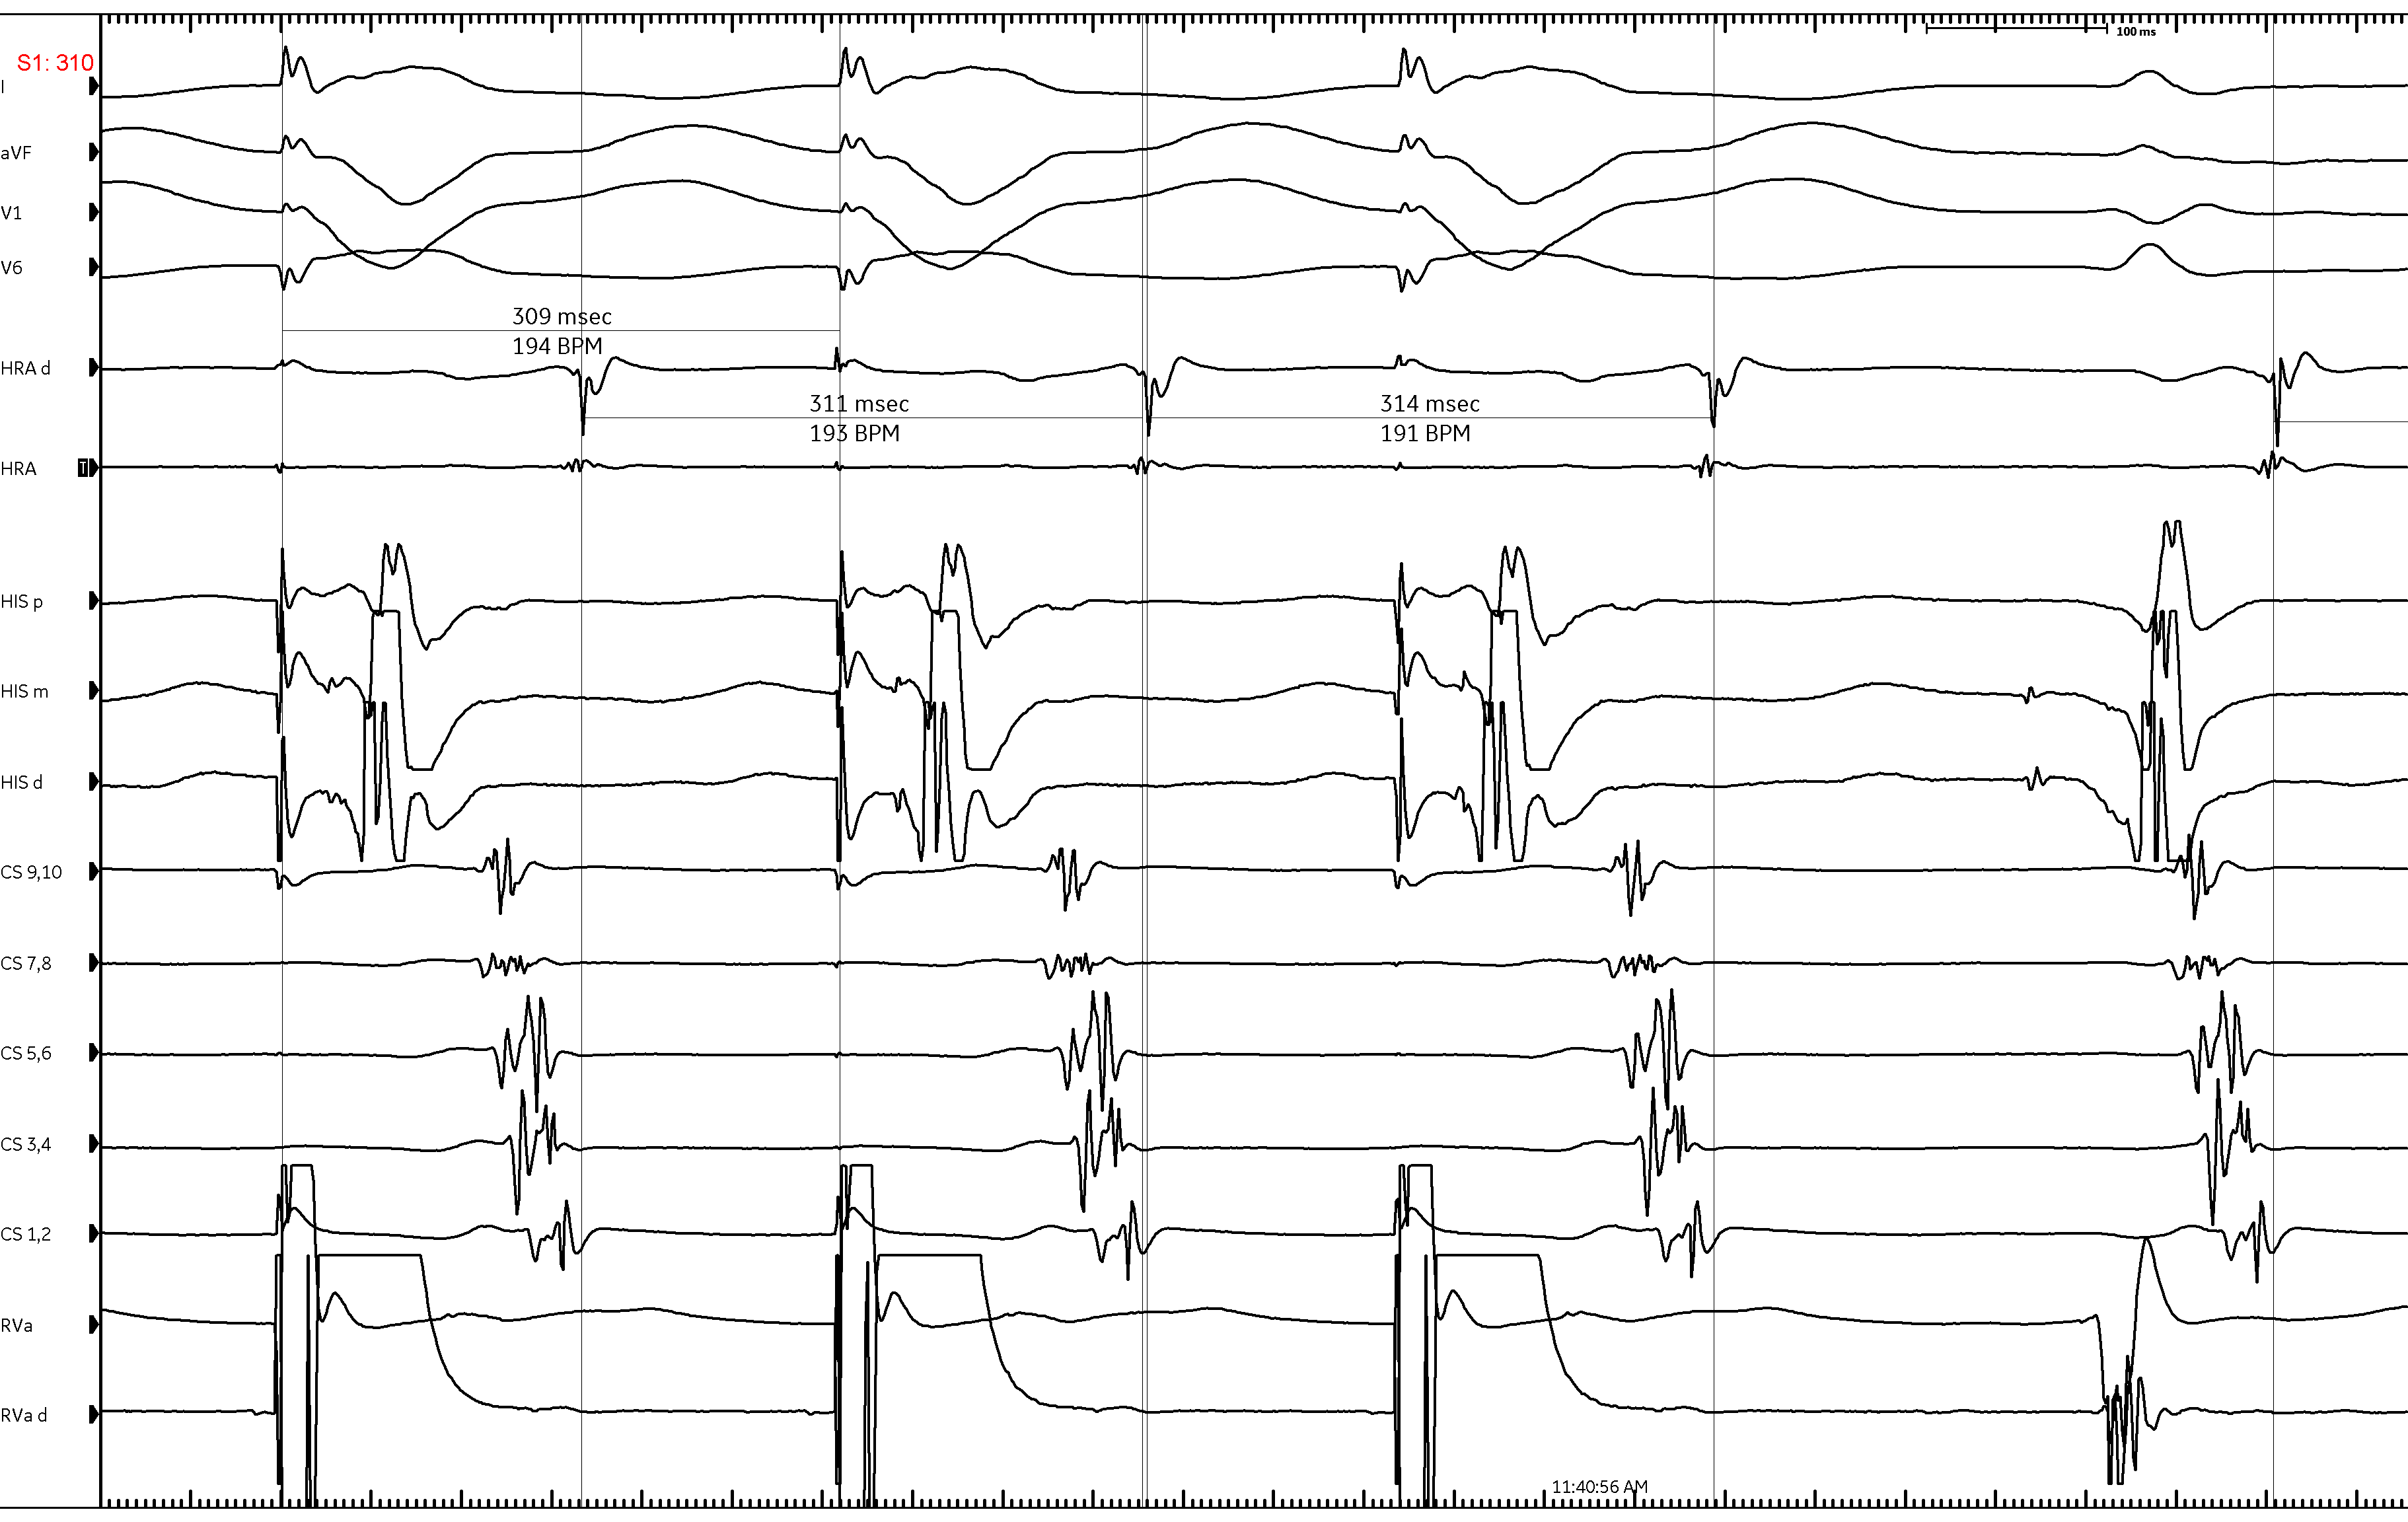 100 ms
S1: 310
I
aVF
V1
V6
309 msec
194 BPM
HRA d
311 msec
193 BPM
314 msec
191 BPM
HRA
T
HIS p
HIS m
HIS d
CS 9,10
CS 7,8
CS 5,6
CS 3,4
CS 1,2
RVa
RVa d
11:40:56 AM